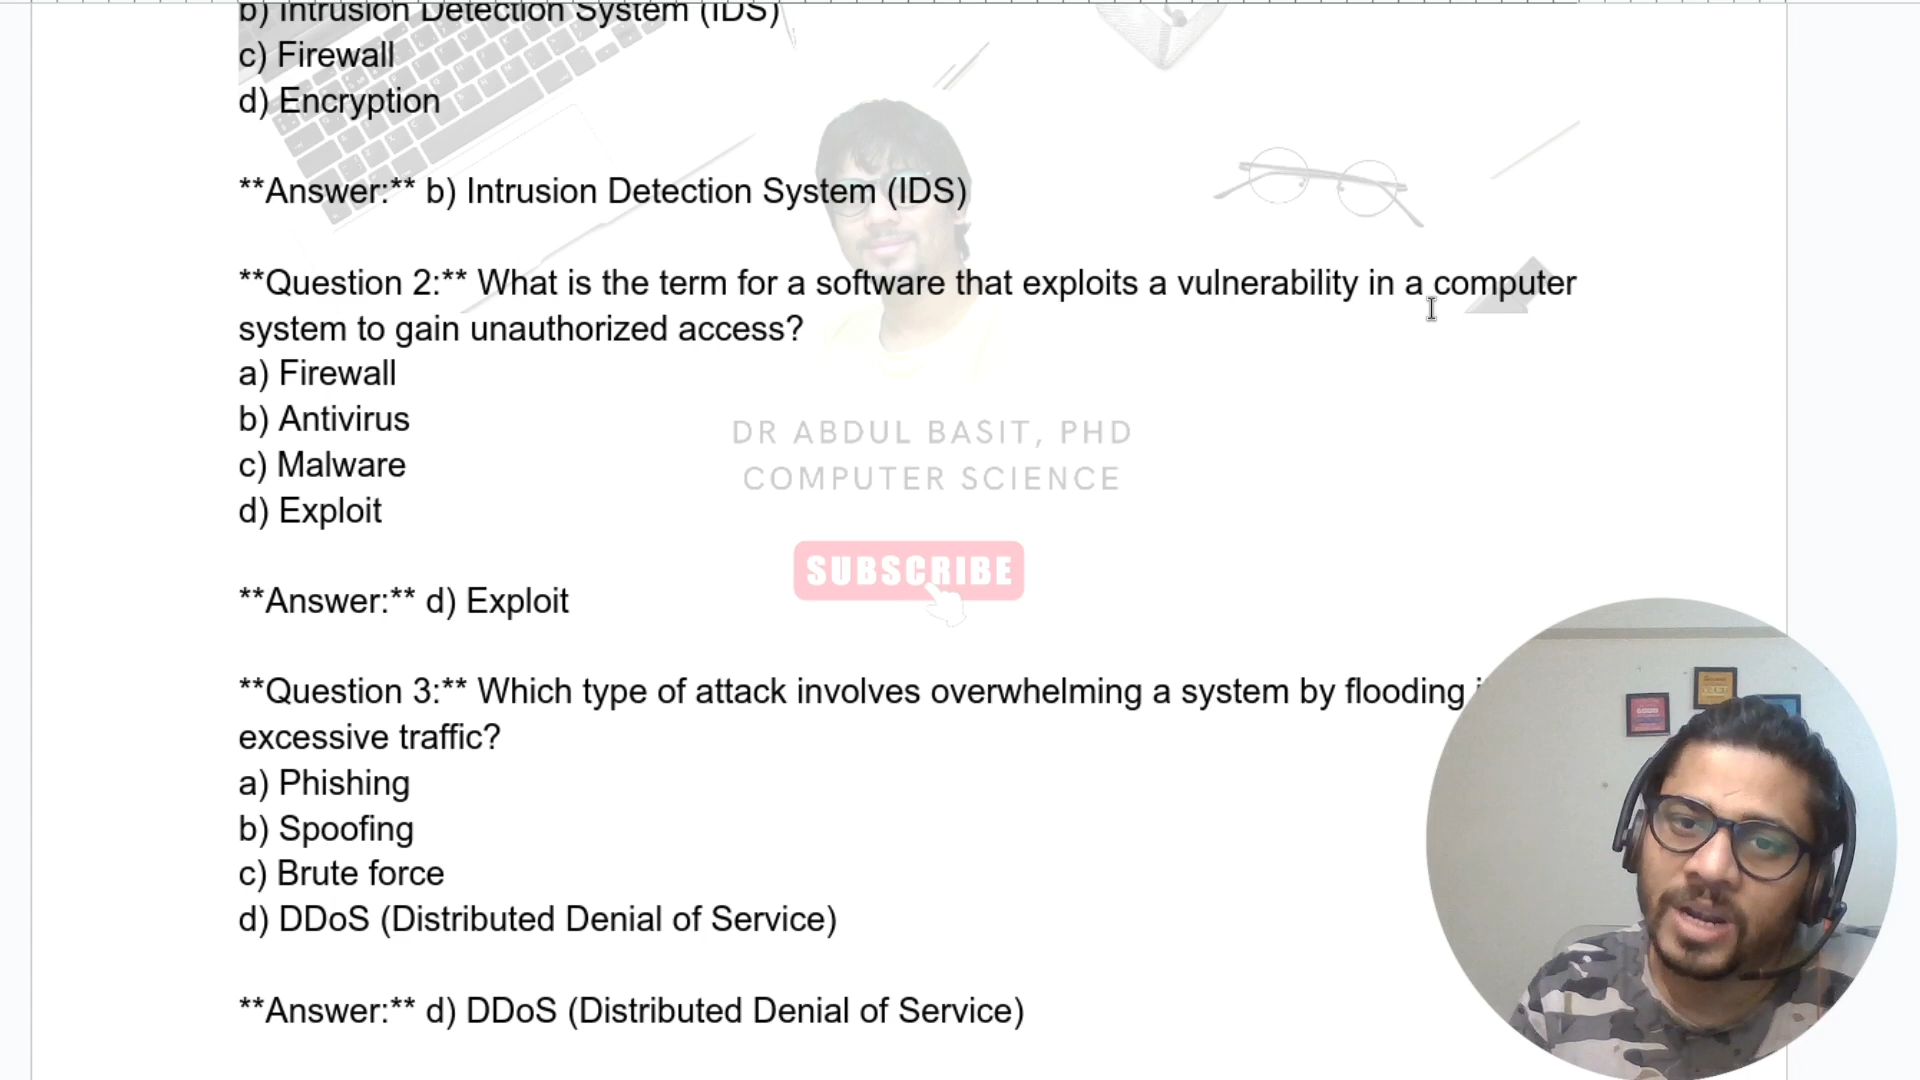 b) Intrusion Detection System (IDS)
c) Firewall
d) Encryption
**Answer:** b) Intrusion Detection System (IDS)
**Question 2:** What is the term for a software that exploits a vulnerability in a computer
system to gain unauthorized access?
a) Firewall
b) Antivirus
c) Malware
d) Exploit
DR ABDUL BASIT, PHD
COMPUTER SCIENCE
SUBSCRIBE
**Answer:** d) Exploit
**Question 3:** Which type of attack involves overwhelming a system by flooding
excessive traffic?
a) Phishing
b) Spoofing
c) Brute force
d) DDoS (Distributed Denial of Service)
**Answer:** d) DDoS (Distributed Denial of Service)